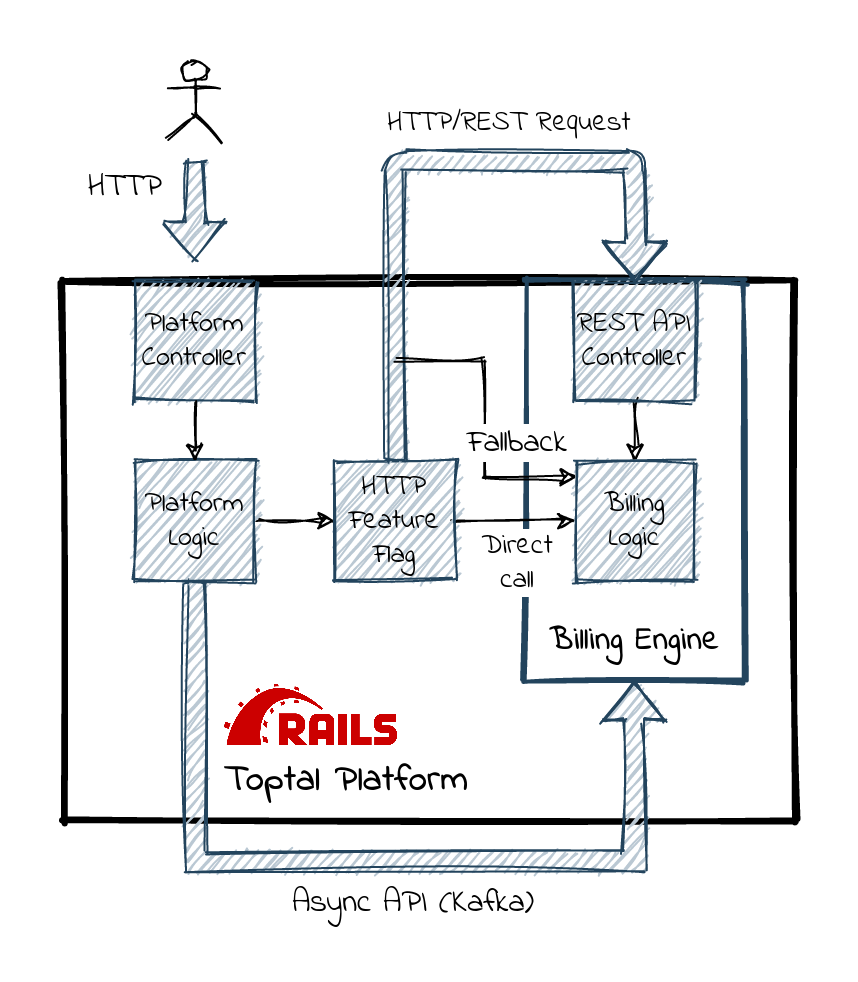 HTTP/REST Request
HTTP
Platform
Controller
REST API
Controller
Fallback
Platform
Logic
HTTP
Feature
Flag
Billing
Logic
Direct
call
Billing Engine
RAILS
Toptal Platform
Async API (Kafka)